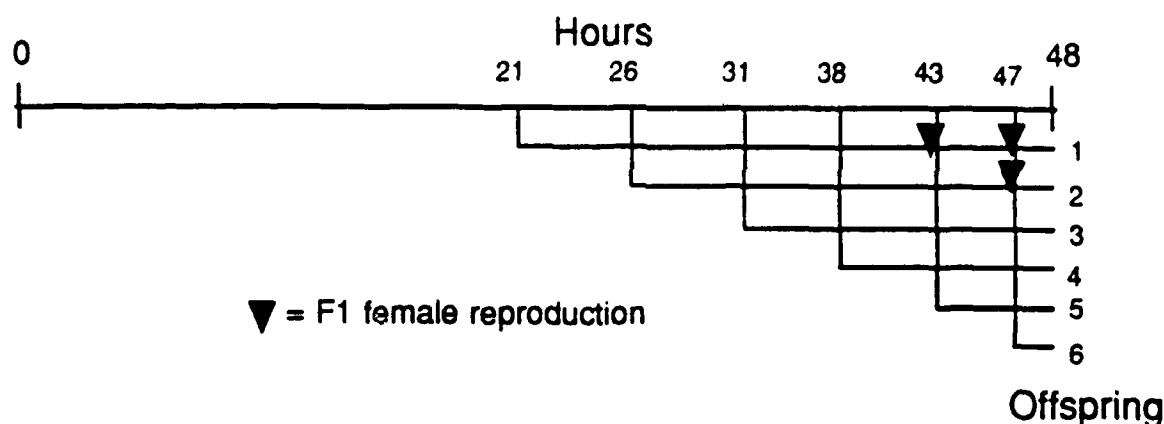 Hours
0 21 26 31 38 43 47 48
1
2
3
4
5
6
▼ = F1 female reproduction
Offspring